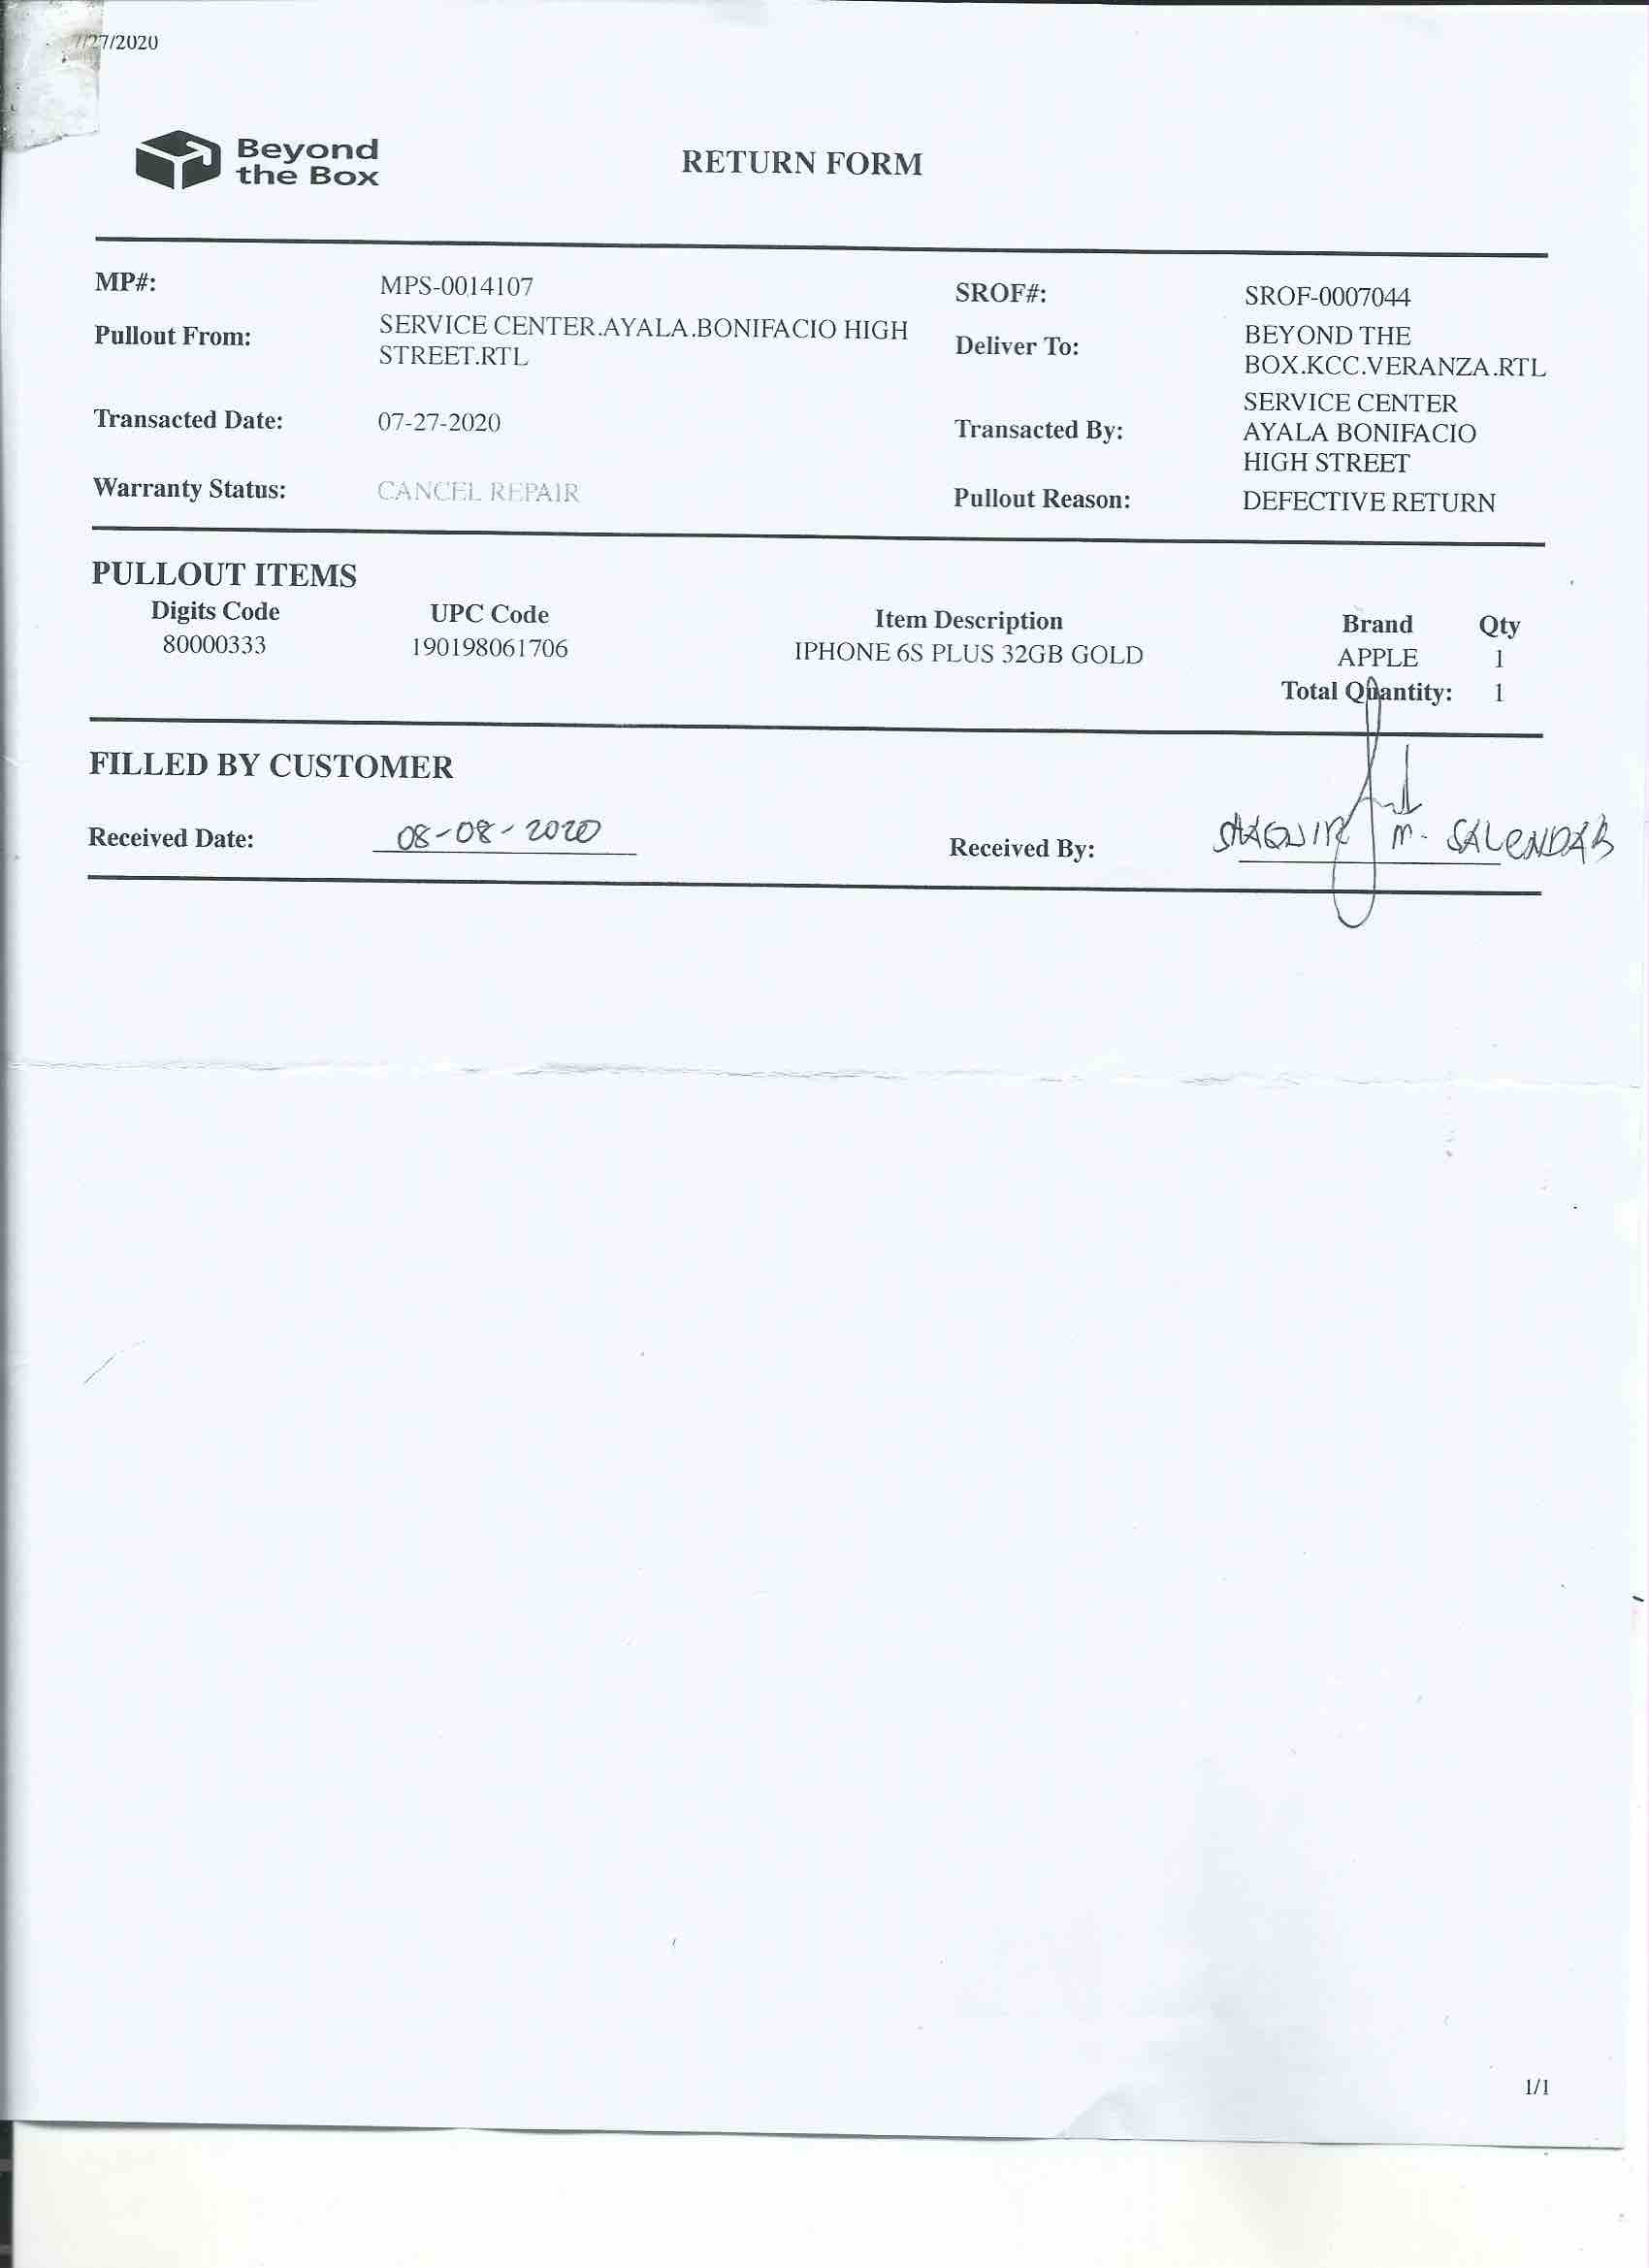 7/27/2020
Beyond
the Box
RETURN FORM
MP#: MPS-0014107 SROF#: SROF-0007044
Pullout From: SERVICE CENTER.AYALA.BONIFACIO HIGH STREET.RTL Deliver To: BEYOND THE BOX.KCC.VERANZA.RTL
Transacted Date: 07-27-2020 Transacted By: SERVICE CENTER AYALA BONIFACIO HIGH STREET
Warranty Status: CANCEL REPAIR Pullout Reason: DEFECTIVE RETURN
PULLOUT ITEMS
Digits Code UPC Code Item Description Brand Qty
80000333 190198061706 IPHONE 6S PLUS 32GB GOLD APPLE 1
Total Quantity: 1
FILLED BY CUSTOMER
Received Date: 08-08-2020 Received By: M. SALENDAB
1/1